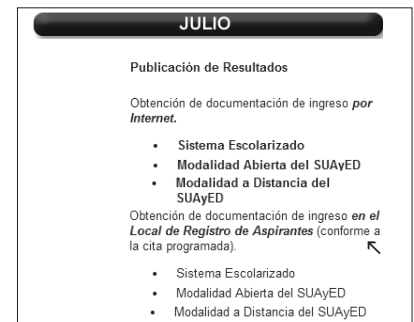 JULIO
Publicación de Resultados
Obtención de documentación de ingreso por
Internet.
• Sistema Escolarizado
• Modalidad Abierta del SUAyED
• Modalidad a Distancia del
SUAyED
Obtención de documentación de ingreso en el
Local de Registro de Aspirantes (conforme a
la cita programada).
• Sistema Escolarizado
• Modalidad Abierta del SUAyED
• Modalidad a Distancia del SUAyED